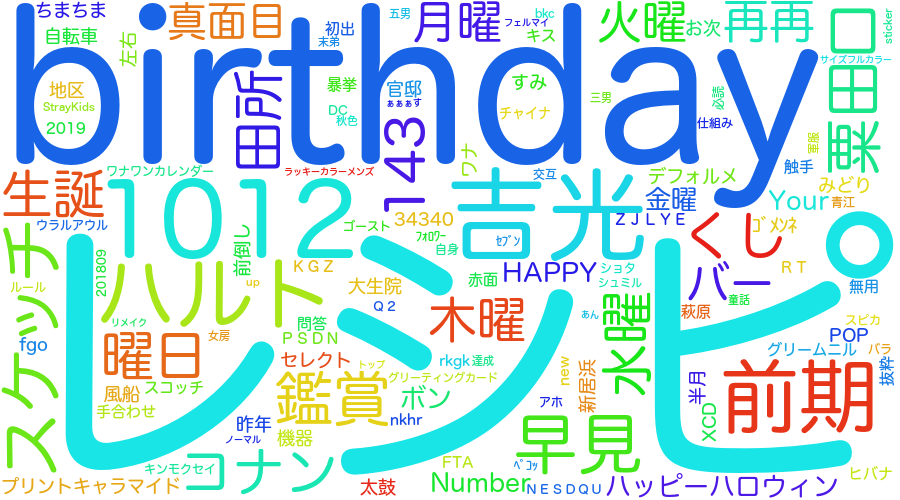 ちまちま
真面目
月曜
五男
フェルマイ
bkc
火曜
お次
再再
粟田口
sticker
自転車
左右
初出
末弟
キス
サイズフルカラー
birthday
地区
StrayKids
2019
田所
暴挙
官邸
ぁぁぁす
DC
秋色
143
すみ
チャイナ
三男
必読
仕組み
罪服
ワナワンカレンダー
ラッキーカラーメンズ
ワナ
交互
デフォルメ
触手
みどり
生誕
1012
吉光
金曜
Your
青江
ウラルアウル
ゴースト
34340
ZJLYE
くし
ゴメンネ
スケッチ
201809
前倒し
フォロワー
自身
セブン
レシピ
ルール
ハルト
KGZ
up
大生院
赤面
HAPPY
ショタ
シュミル
バー
RT
無用
Q2
童話
リメイク
女房
問答
PSDN
木曜
あん
水曜
萩原
スピカ
fgo
曜日
セレクト
トップ
rkgk
達成
new
POP
グリームニル
バラ
風船
スコッチ
手合わせ
鑑賞
グリーティングカード
ボン
アホ
新居浜
半月
前期
抜粋
昨年
ノーマル
機器
nkhr
早見
XCD
キンモクセイ
コナン
FTA
ペコッ
ヒバナ
プリントキャラマイド
太鼓
Number
NESDQU
ハッピーハロウィン